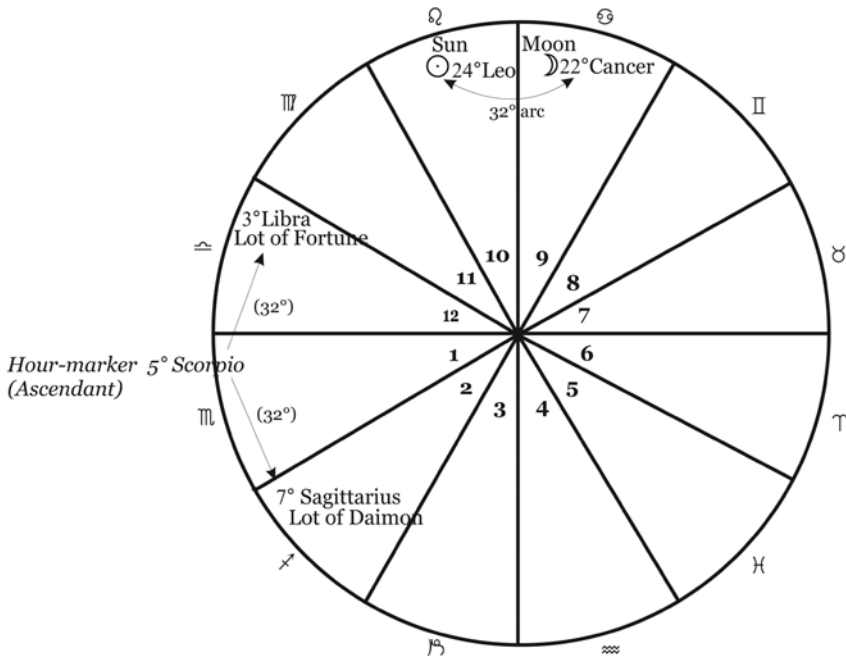 ♌
♋
Sun
Moon
☉ 24°Leo
☽ 22°Cancer
32° arc
♍
♊
3°Libra
Lot of Fortune
♎
♉
10
9
11
8
12
7
(32°)
Hour-marker 5° Scorpio
(Ascendant)
1
6
2
5
3
4
(32°)
♏
♈
7° Sagittarius
Lot of Daimon
♐
♓
♑
♒